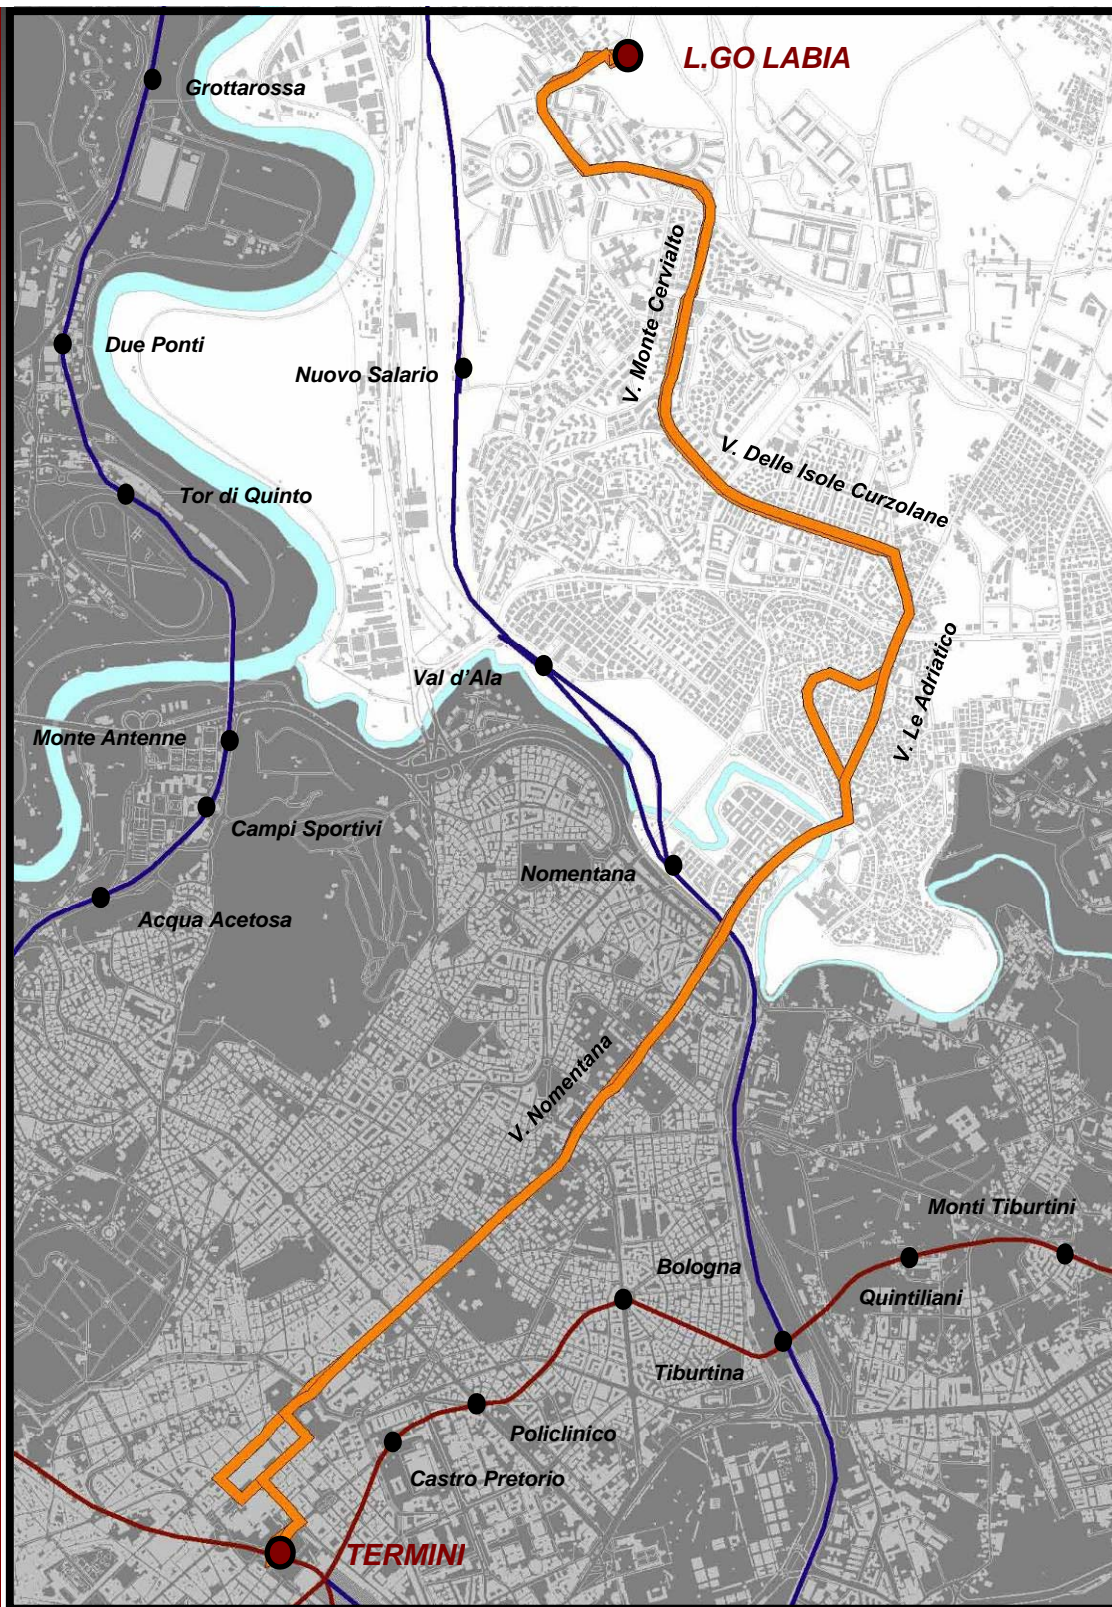 L.GO LABIA
Grottarossa
V. Monte Cervialto
Due Ponti
Nuovo Salario
V. Delle Isole Curzolane
Tor di Quinto
V. Le Adriatico
Val d'Ala
Monte Antenne
Campi Sportivi
Nomentana
Acqua Acetosa
V. Nomentana
Monti Tiburtini
Bologna
Quintiliani
Tiburtina
Policlinico
Castro Pretorio
TERMINI